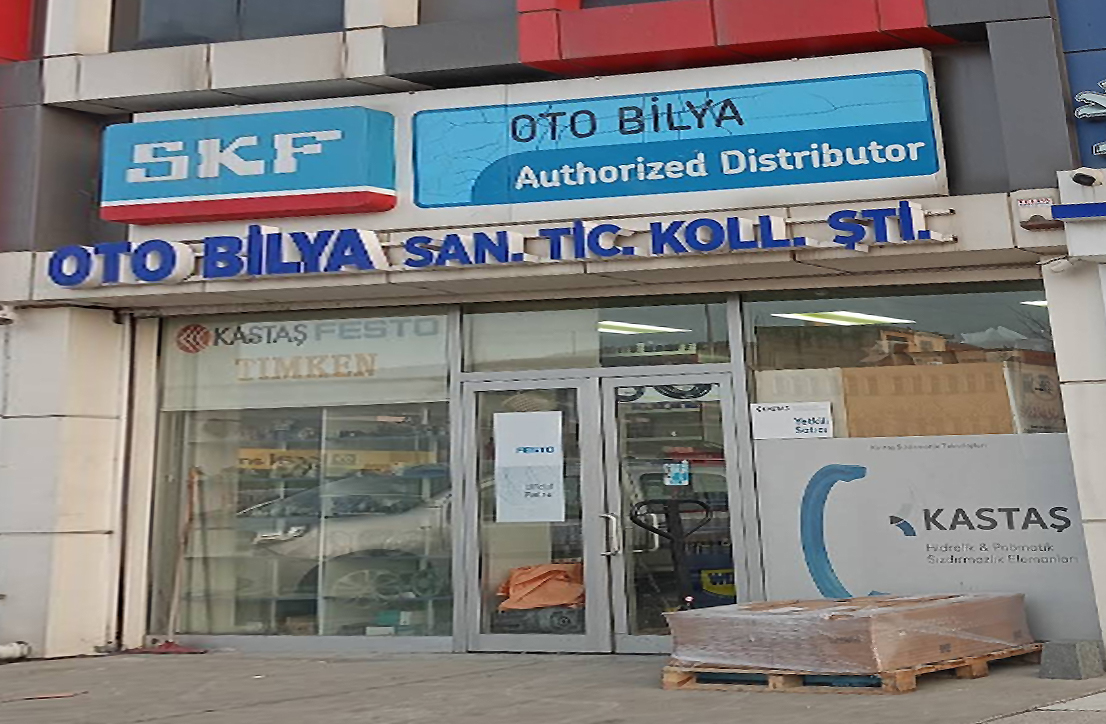 SKF
OTO BİLYA
Authorized Distributor
OTO BİLYA SAN. TİC. KOLL. ŞTİ.
KASTAŞ FESTO
TIMKEN
FESTO
Yetkili
Satıcı
KASTAŞ
Hidrolik & Pnömatik
Sızdırmazlık Elemanları